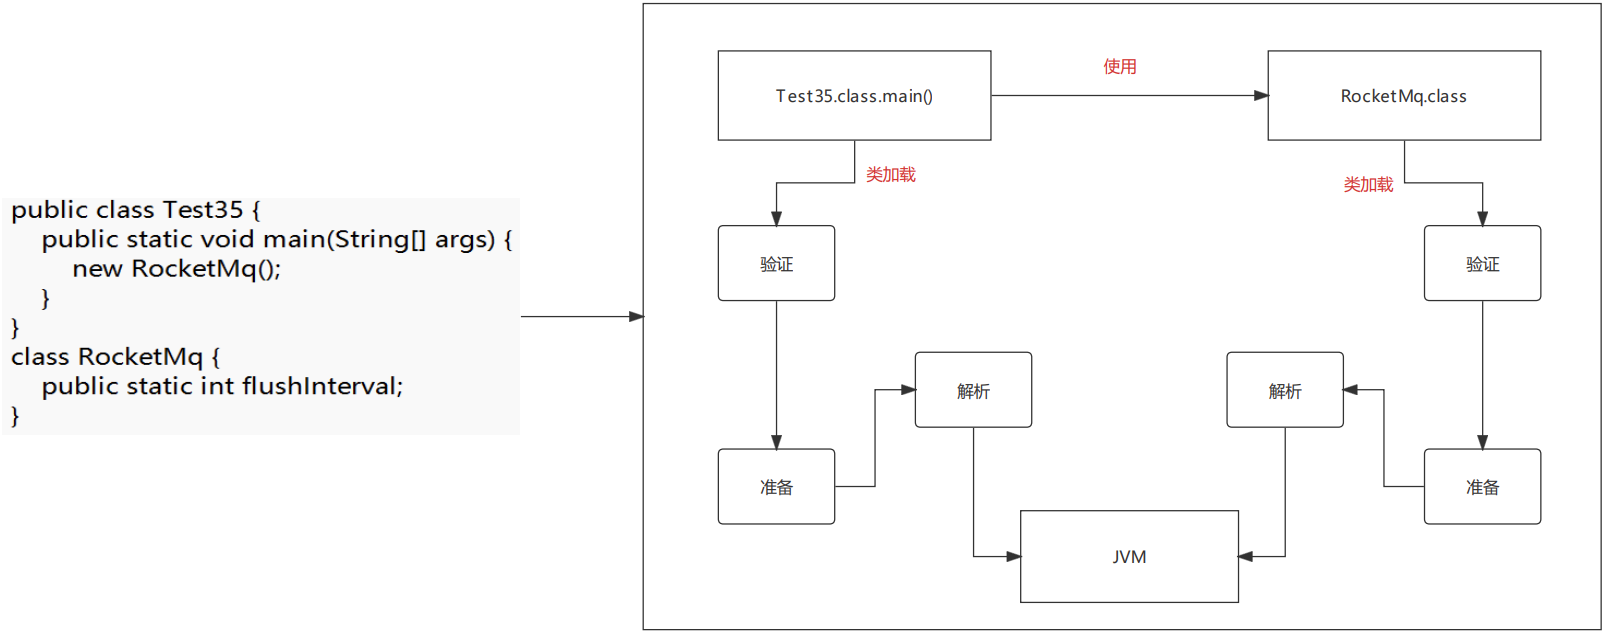 public class Test35 {
public static void main(String[] args) {
new RocketMq();
}
}
class RocketMq {
public static int flushInterval;
}
Test35.class.main()
使用
RocketMq.class
类加载
类加载
验证
验证
解析
解析
准备
准备
JVM